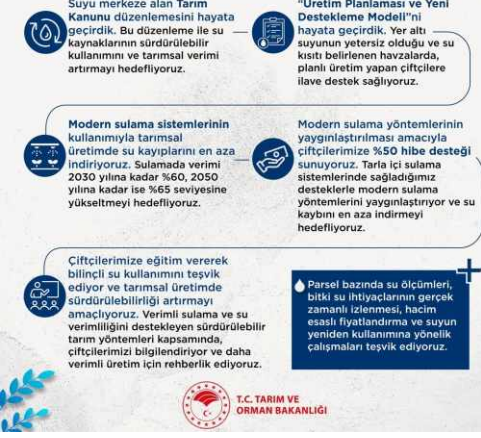 Suyu merkeze alan Tarım
Kanunu düzenlemesini hayata
geçirdik. Bu düzenleme ile su
kaynaklarının sürdürülebilir
kullanımını ve tarımsal verimi
artırmayı hedefliyoruz.
"Üretim Planlaması ve Yeni
Destekleme Modeli"ni
hayata geçirdik. Yer altı
suyunun yetersiz olduğu ve su
kısıtı belirlenen havzalarda,
planlı üretim yapan çiftçilere
ilave destek sağlıyoruz.
Modern sulama sistemlerinin
kullanımıyla tarımsal
üretimde su kayıplarını en aza
indiriyoruz. Sulamada verimi
2030 yılına kadar %60, 2050
yılına kadar ise %65 seviyesine
yükseltmeyi hedefliyoruz.
Modern sulama yöntemlerinin
yaygınlaştırılması amacıyla
çiftçilerimize %50 hibe desteği
sunuyoruz. Tarla içi sulama
sistemlerinde sağladığımız
desteklerle modern sulama
yöntemlerini yaygınlaştırıyor ve su
kaybını en aza indirmeyi
hedefliyoruz.
Çiftçilerimize eğitim vererek
bilinçli su kullanımını teşvik
ediyor ve tarımsal üretimde
sürdürülebilirliği artırmayı
amaçlıyoruz. Verimli sulama ve su
verimliliğini destekleyen sürdürülebilir
tarım yöntemleri kapsamında,
çiftçilerimizi bilgilendiriyor ve daha
verimli üretim için rehberlik ediyoruz.
Parsel bazında su ölçümleri,
bitki su ihtiyaçlarının gerçek
zamanlı izlenmesi, hacim
esaslı fiyatlandırma ve suyun
yeniden kullanımına yönelik
çalışmaları teşvik ediyoruz.
T.C. TARIM VE
ORMAN BAKANLIĞI